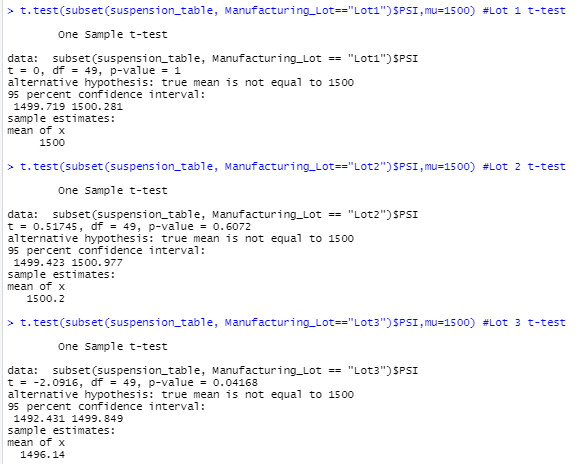 > t.test(subset(suspension_table, Manufacturing_Lot=="Lot1")$PSI,mu=1500) #Lot 1 t-test
One Sample t-test
data:  subset(suspension_table, Manufacturing_Lot == "Lot1")$PSI
t = 0, df = 49, p-value = 1
alternative hypothesis: true mean is not equal to 1500
95 percent confidence interval:
1499.719 1500.281
sample estimates:
mean of x
1500
> t.test(subset(suspension_table, Manufacturing_Lot=="Lot2")$PSI,mu=1500) #Lot 2 t-test
One Sample t-test
data:  subset(suspension_table, Manufacturing_Lot == "Lot2")$PSI
t = 0.51745, df = 49, p-value = 0.6072
alternative hypothesis: true mean is not equal to 1500
95 percent confidence interval:
1499.423 1500.977
sample estimates:
mean of x
1500.2
> t.test(subset(suspension_table, Manufacturing_Lot=="Lot3")$PSI,mu=1500) #Lot 3 t-test
One Sample t-test
data:  subset(suspension_table, Manufacturing_Lot == "Lot3")$PSI
t = -2.0916, df = 49, p-value = 0.04168
alternative hypothesis: true mean is not equal to 1500
95 percent confidence interval:
1492.431 1499.849
sample estimates:
mean of x
1496.14